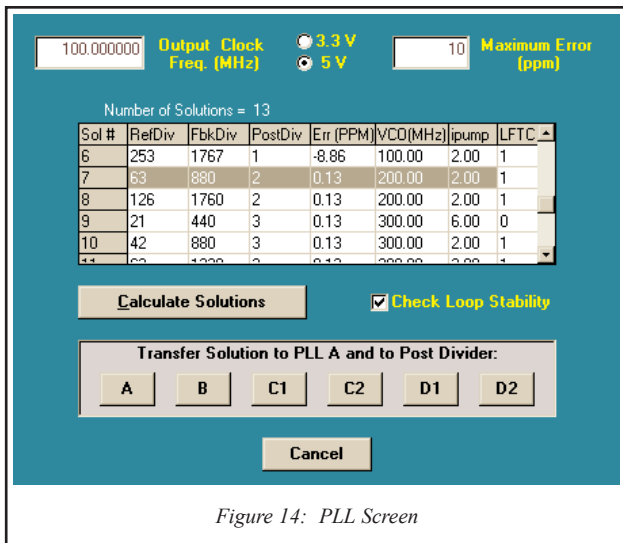 100.000000 Output Clock Freq. (MHz) 3.3 V 5 V 10 Maximum Error (ppm)
Number of Solutions = 13
Sol # RefDiv FbkDiv PostDiv Err (PPM) VCO(MHz) ipump LFTC
6 253 1767 1 -8.86 100.00 2.00 1
7 63 880 2 0.13 200.00 2.00 1
8 126 1760 2 0.13 200.00 2.00 1
9 21 440 3 0.13 300.00 6.00 0
10 42 880 3 0.13 300.00 2.00 1
Calculate Solutions Check Loop Stability
Transfer Solution to PLL A and to Post Divider:
A B C1 C2 D1 D2
Cancel
Figure 14: PLL Screen